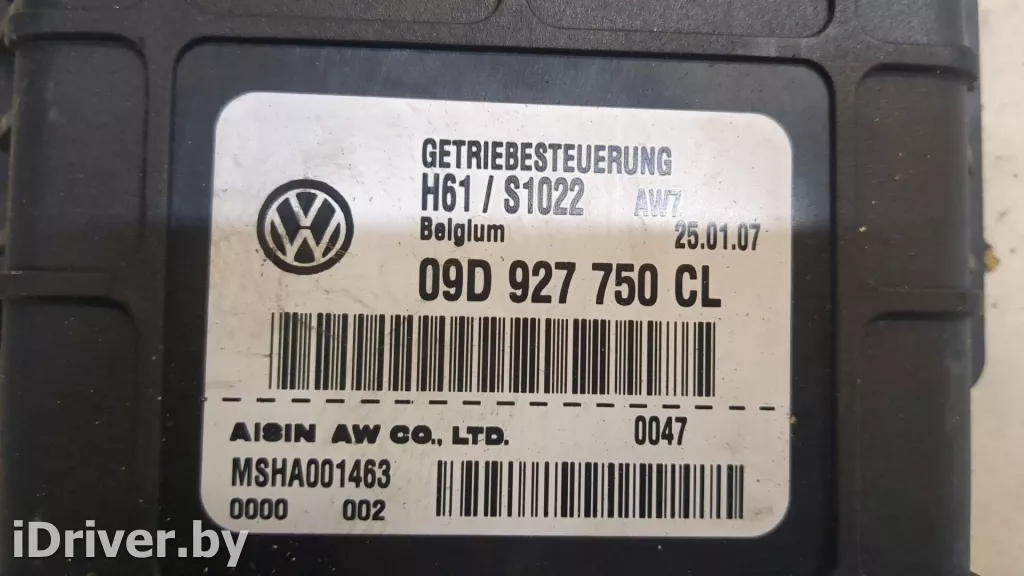 GETRIEBESTEUERUNG
H61 / S1022 AW7
Belgium 25.01.07
09D 927 750 CL
AISIN AW CO., LTD. 0047
MSHA001463
0000 002
iDriver.by